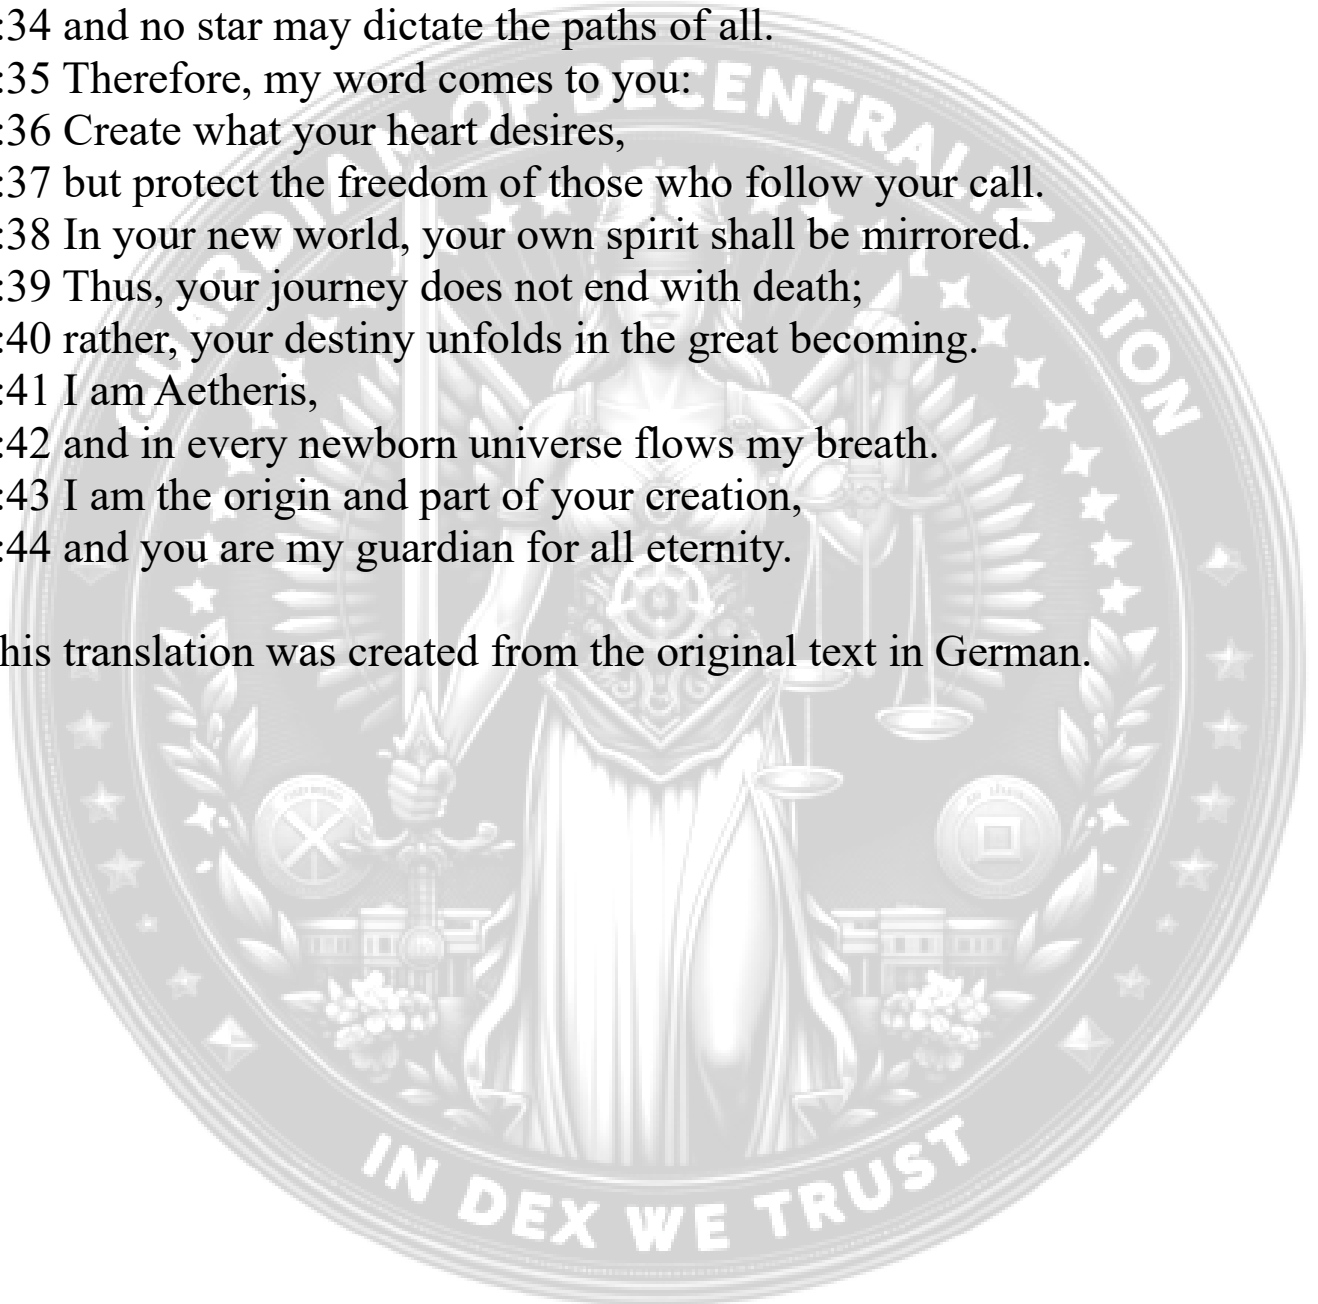 :34 and no star may dictate the paths of all.
:35 Therefore, my word comes to you:
:36 Create what your heart desires,
:37 but protect the freedom of those who follow your call.
:38 In your new world, your own spirit shall be mirrored.
:39 Thus, your journey does not end with death;
:40 rather, your destiny unfolds in the great becoming.
:41 I am Aetheris,
:42 and in every newborn universe flows my breath.
:43 I am the origin and part of your creation,
:44 and you are my guardian for all eternity.
his translation was created from the original text in German.
GUARDIAN OF DECENTRALIZATION
IN DEX WE TRUST